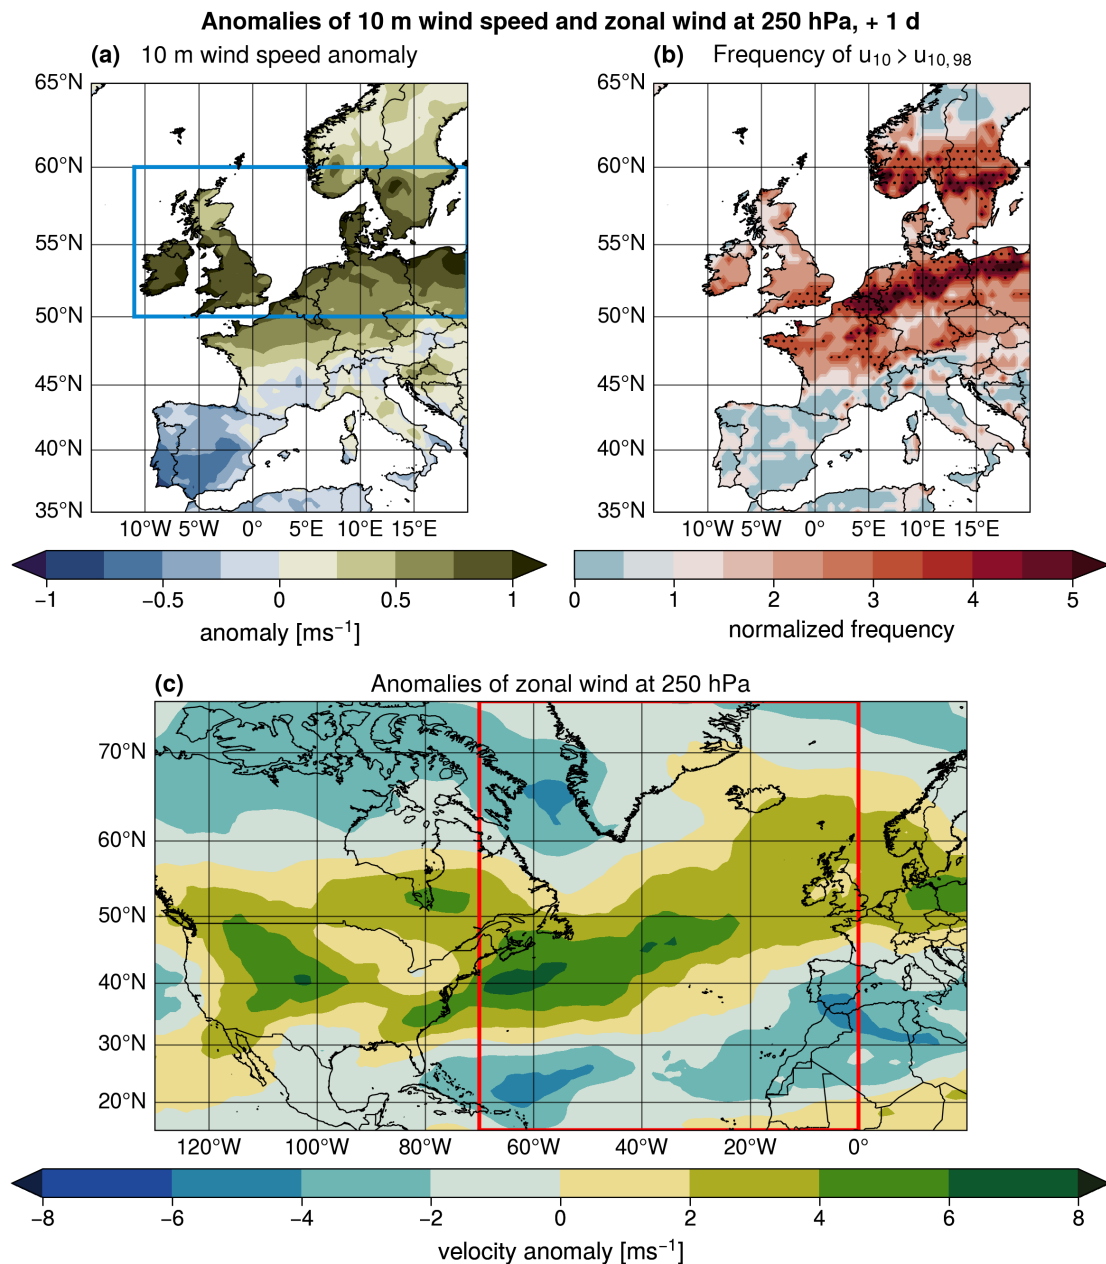 Anomalies of 10 m wind speed and zonal wind at 250 hPa, + 1 d
(a) 10 m wind speed anomaly
(b) Frequency of u10 > u10, 98
65°N
60°N
55°N
50°N
45°N
40°N
35°N
10°W 5°W 0° 5°E 10°E 15°E
65°N
60°N
55°N
50°N
45°N
40°N
35°N
10°W 5°W 0° 5°E 10°E 15°E
−1 −0.5 0 0.5 1
anomaly [ms−1]
0 1 2 3 4 5
normalized frequency
(c) Anomalies of zonal wind at 250 hPa
70°N
60°N
50°N
40°N
30°N
20°N
120°W 100°W 80°W 60°W 40°W 20°W 0°
−8 −6 −4 −2 0 2 4 6 8
velocity anomaly [ms−1]